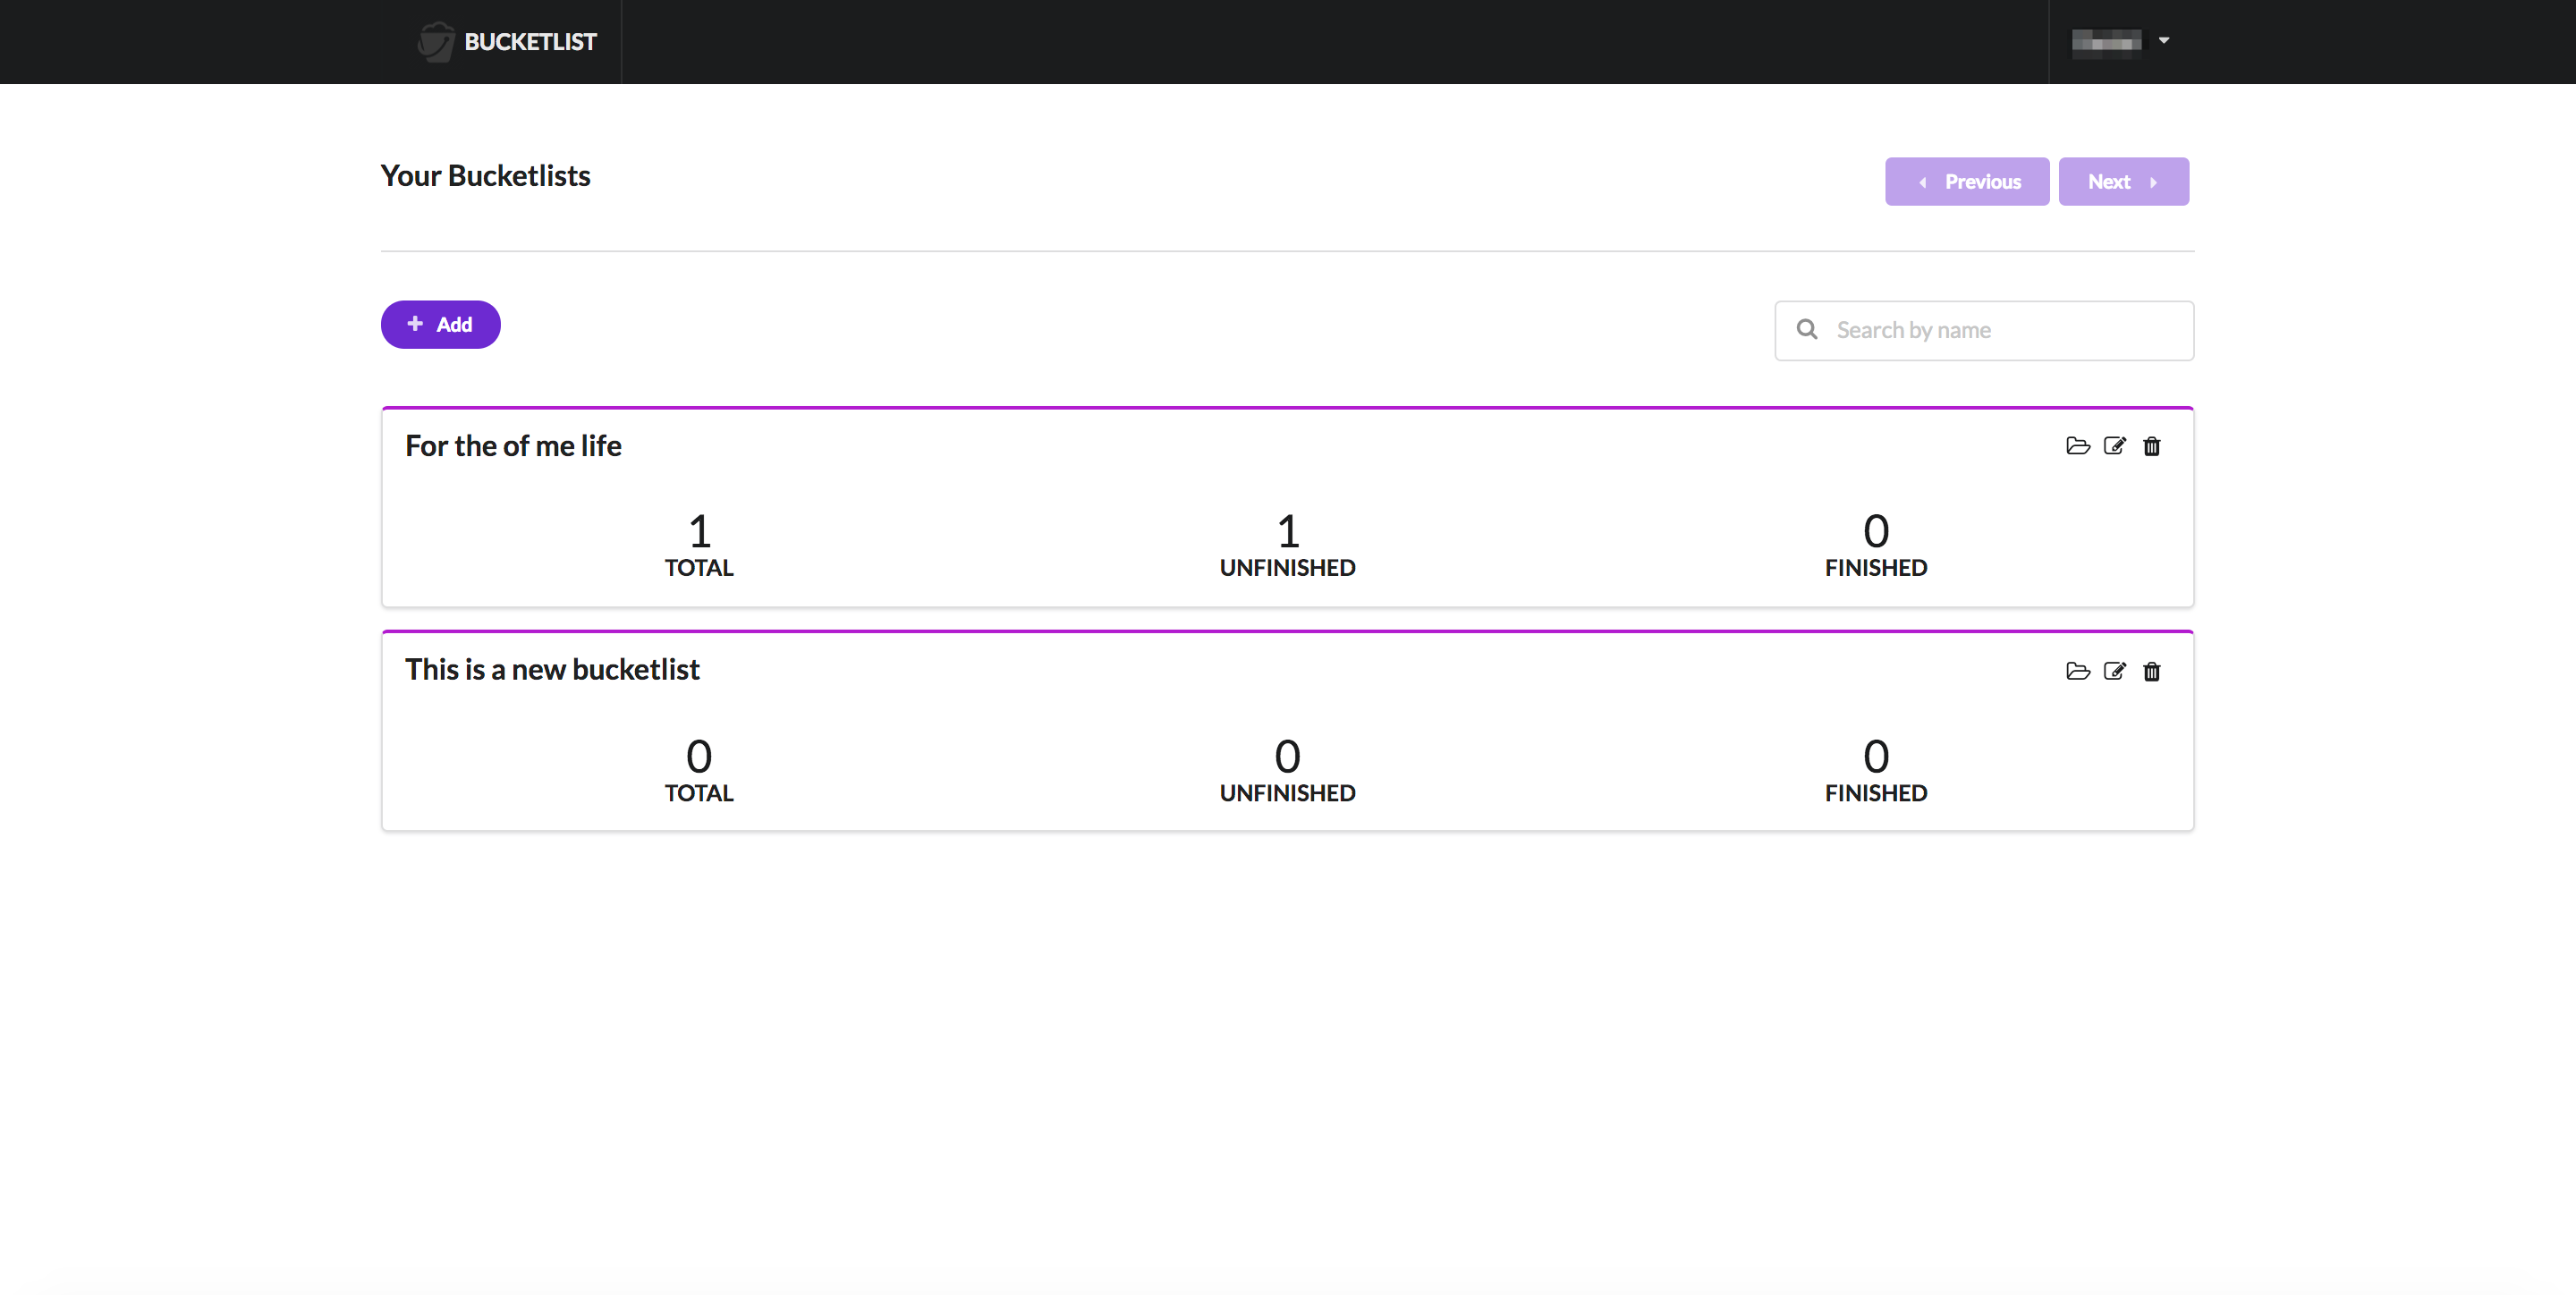 BUCKETLIST
Your Bucketlists
Previous
Next
Add
Search by name
For the of me life
1
1
0
TOTAL
UNFINISHED
FINISHED
This is a new bucketlist
0
0
0
TOTAL
UNFINISHED
FINISHED